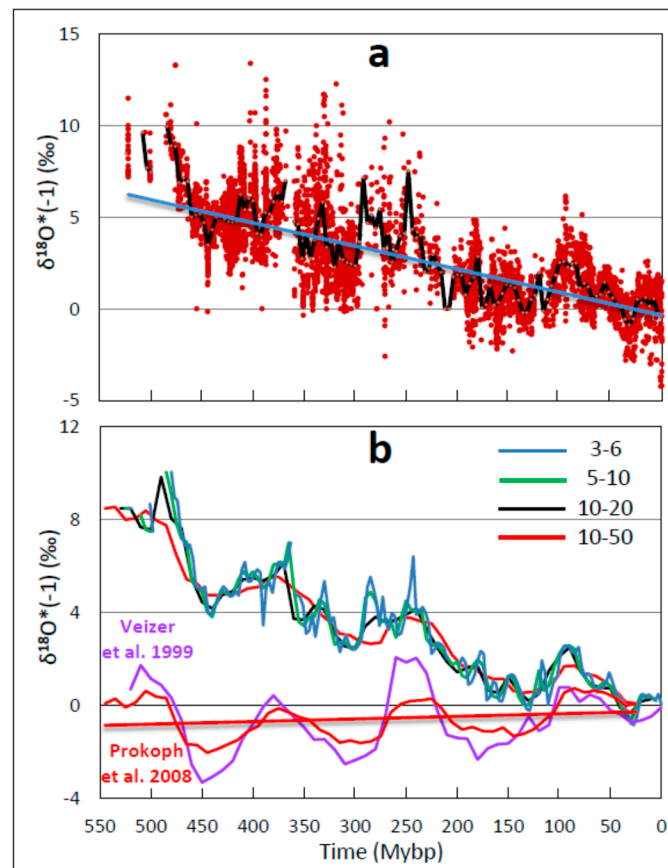 a
15
10
5
0
-5
δ¹⁸O*(-1) (‰)
b
12
8
4
0
-4
δ¹⁸O*(-1) (‰)
3-6
5-10
10-20
10-50
Veizer
et al. 1999
Prokoph
et al. 2008
550 500 450 400 350 300 250 200 150 100 50 0
Time (Mybp)